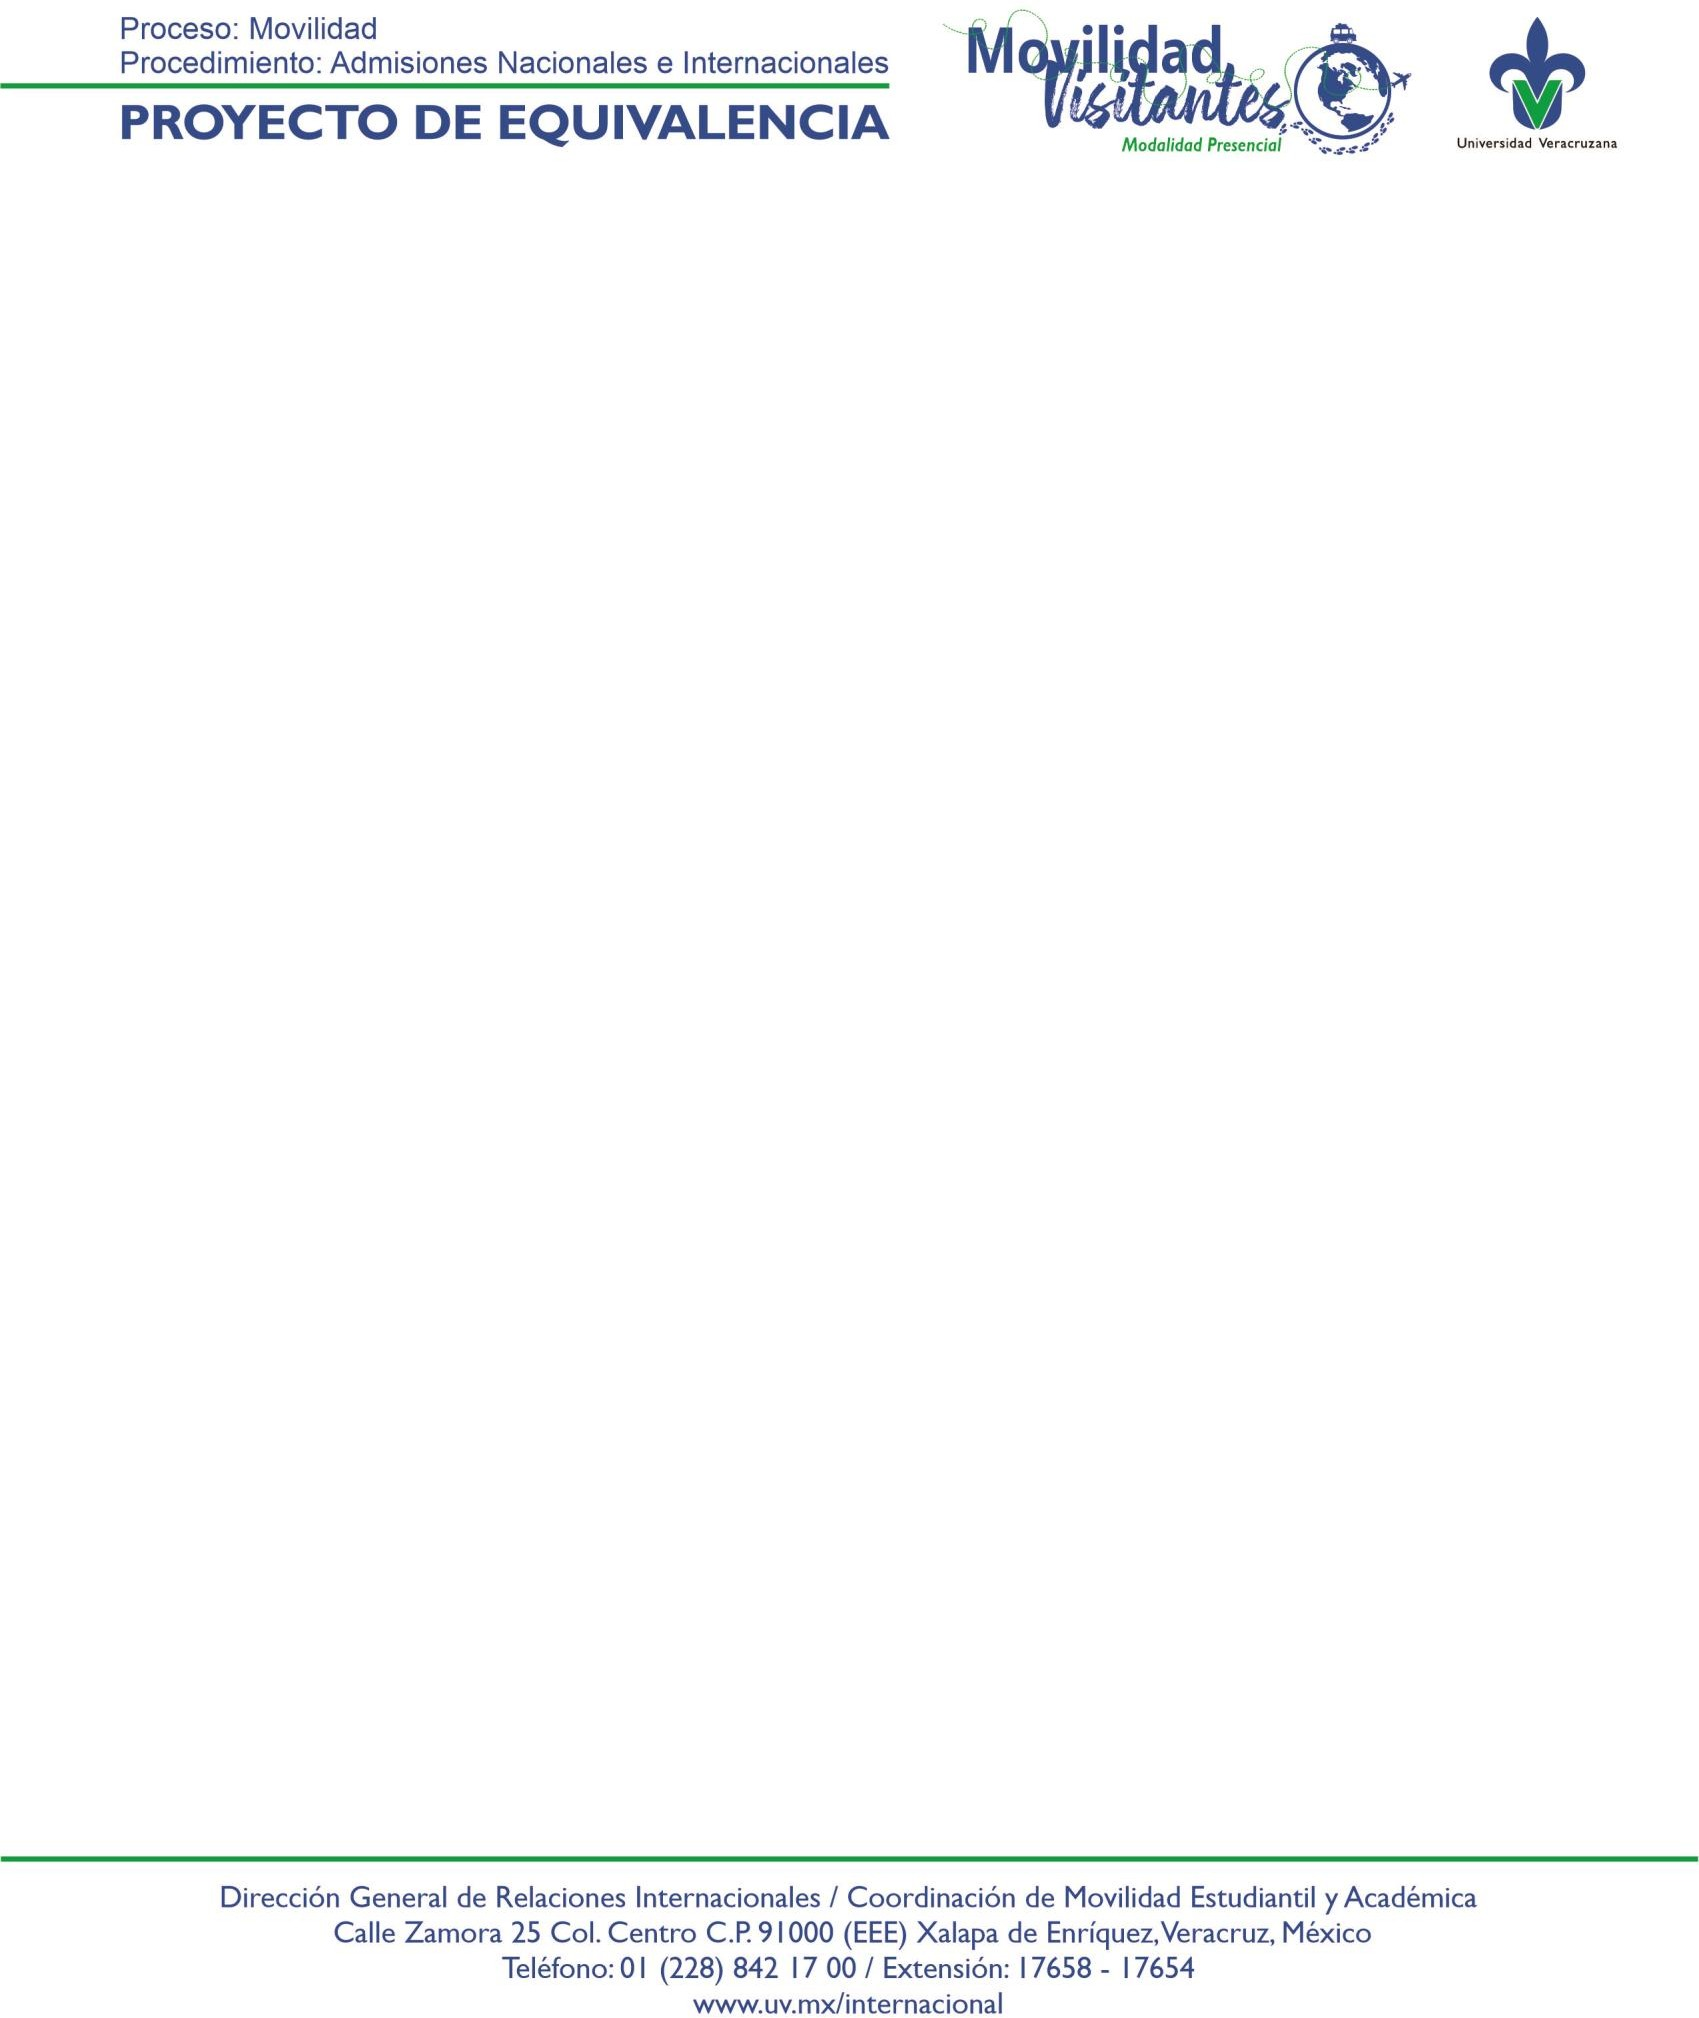 Proceso: Movilidad
Procedimiento: Admisiones Nacionales e Internacionales
PROYECTO DE EQUIVALENCIA
Movilidad
Visitantes
Modalidad Presencial
Universidad Veracruzana
Dirección General de Relaciones Internacionales / Coordinación de Movilidad Estudiantil y Académica
Calle Zamora 25 Col. Centro C.P. 91000 (EEE) Xalapa de Enríquez, Veracruz, México
Teléfono: 01 (228) 842 17 00 / Extensión: 17658 - 17654
www.uv.mx/internacional